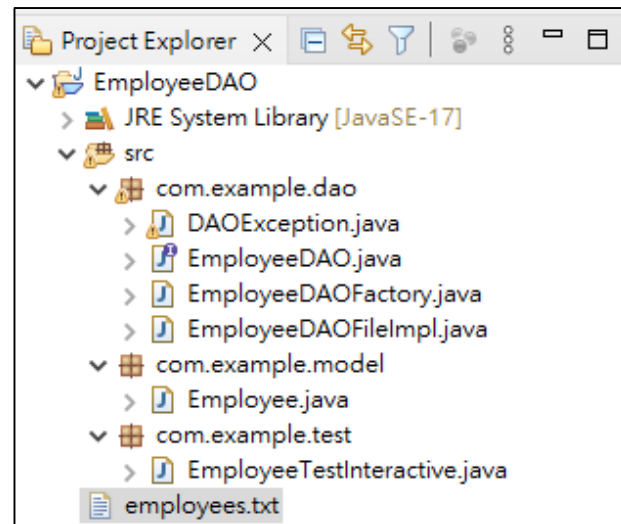 Project Explorer
EmployeeDAO
JRE System Library [JavaSE-17]
src
com.example.dao
DAOException.java
EmployeeDAO.java
EmployeeDAOFactory.java
EmployeeDAOFileImpl.java
com.example.model
Employee.java
com.example.test
EmployeeTestInteractive.java
employees.txt